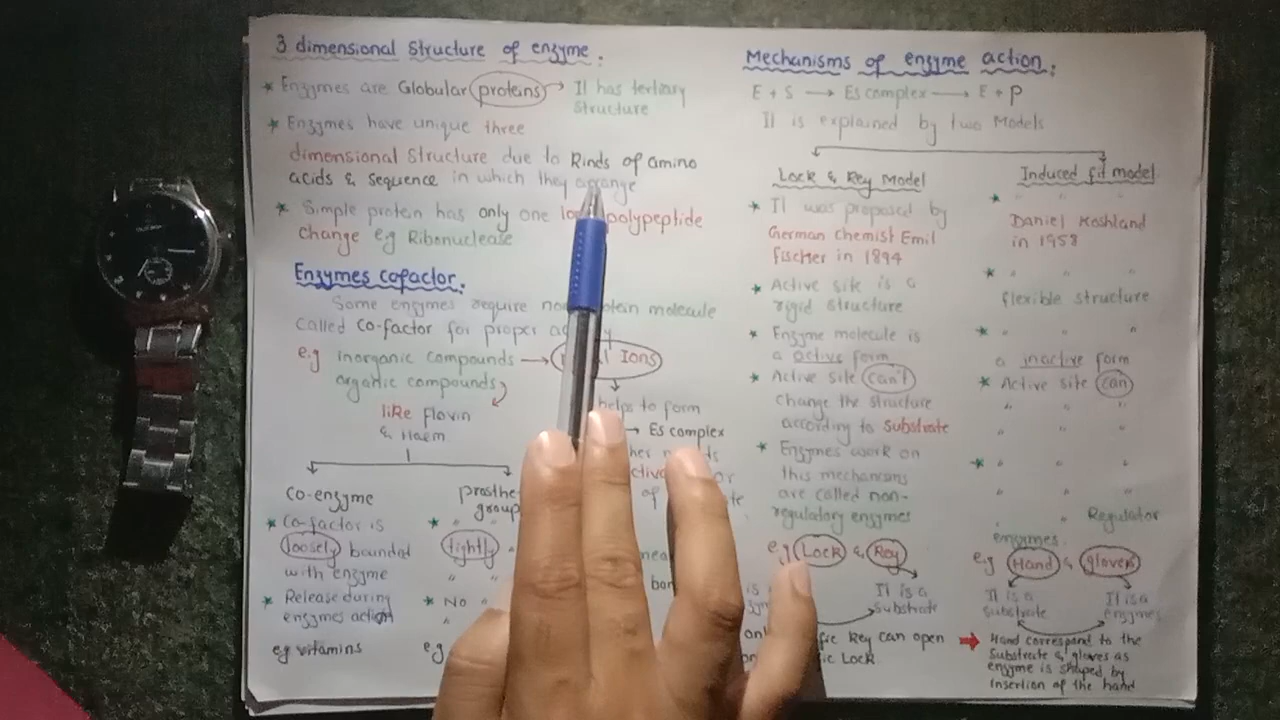 3 dimensional Structure of enzyme.
* Enzymes are Globular proteins → It has tertiary
structure
* Enzymes have unique three
dimensional Structure due to Kinds of amino
acids & sequence in which they arrange
* Simple protein has only one polypeptide
change eg Ribonuclease
Enzymes cofactor.
Some enzymes require molecule
called co-factor for proper
e.g inorganic compounds → Ions
organic compounds
like flavin
& Haem
helps to form
→ Es complex
Co-enzyme
* Co-factor is
loosely bounded
with enzyme
* Release during
enzymes action
eg vitamins
group
* " "
tightly "
" "
* No "
"
eg
of
Mechanisms of enzyme action.
E + S → Es complex → E + P
It is explained by two Models
Lock & Key Model
* It was proposed by
German Chemist Emil
fischer in 1894
* Active site is a
rigid structure
* Enzyme molecule is
a active form
* Active site can't
change the structure
according to Substrate
* Enzymes work on
this mechanisms
are called non-
regulatory enzymes
e.g Lock & Key
is
It is a
substrate
key can open
Lock
Induced fit model
* "
Daniel Koshland
in 1958
* " "
flexible structure
* " "
a inactive form
* Active site can
" " "
" " "
* " " "
" " "
" " Regulator
enzymes
e.g Hand & gloves
It is a
substrate
It is a
enzymes
➡ Hand correspond to the
Substrate & gloves as
enzyme is shaped by
insertion of the hand